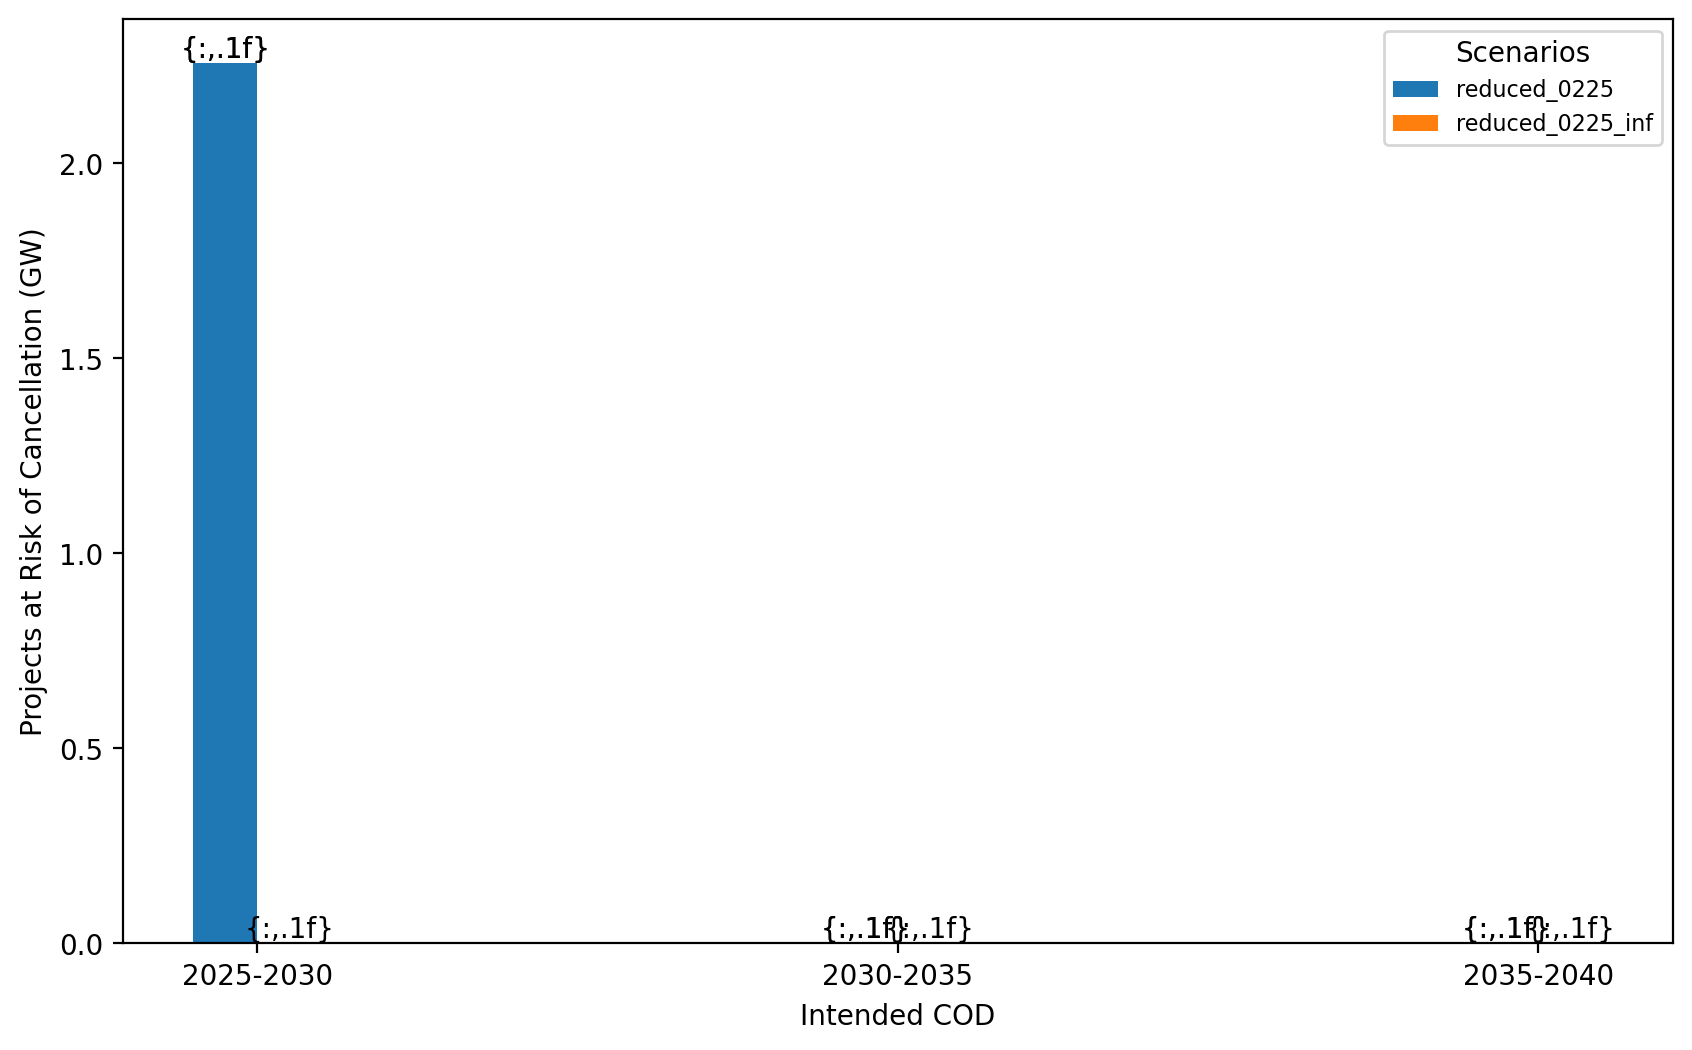 {:,.1f}
Scenarios
reduced_0225
reduced_0225_inf
Projects at Risk of Cancellation (GW)
2.0
1.5
1.0
0.5
0.0
{:,.1f}
{:,.1f}
{:,.1f}
{:,.1f}
{:,.1f}
2025-2030
2030-2035
2035-2040
Intended COD